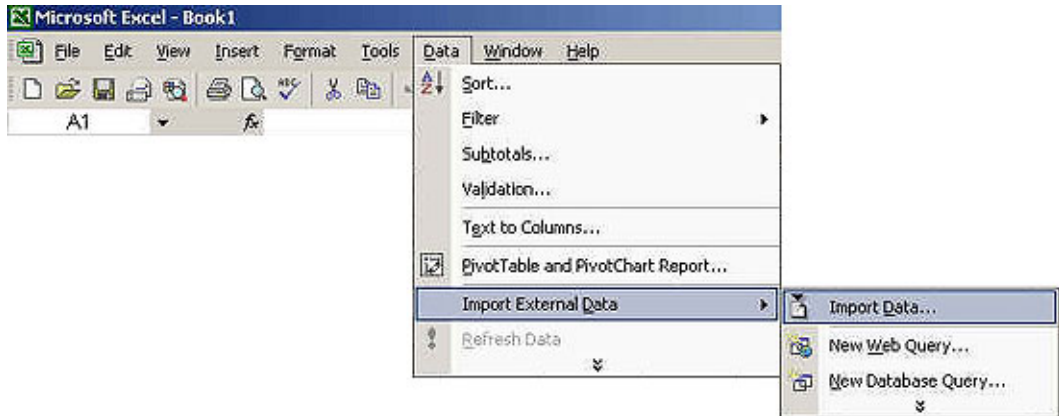 Microsoft Excel - Book1
File Edit View Insert Format Tools Data Window Help
A1 fx
Sort...
Filter
Subtotals...
Validation...
Text to Columns...
PivotTable and PivotChart Report...
Import External Data
Import Data...
Refresh Data
New Web Query...
New Database Query...